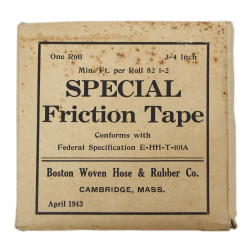 One Roll 3-4 Inch
Min. Ft. per Roll 82 1-2
SPECIAL
Friction Tape
Conforms with
Federal Specification E-HH-T-101A
Boston Woven Hose & Rubber Co.
CAMBRIDGE, MASS.
April 1943